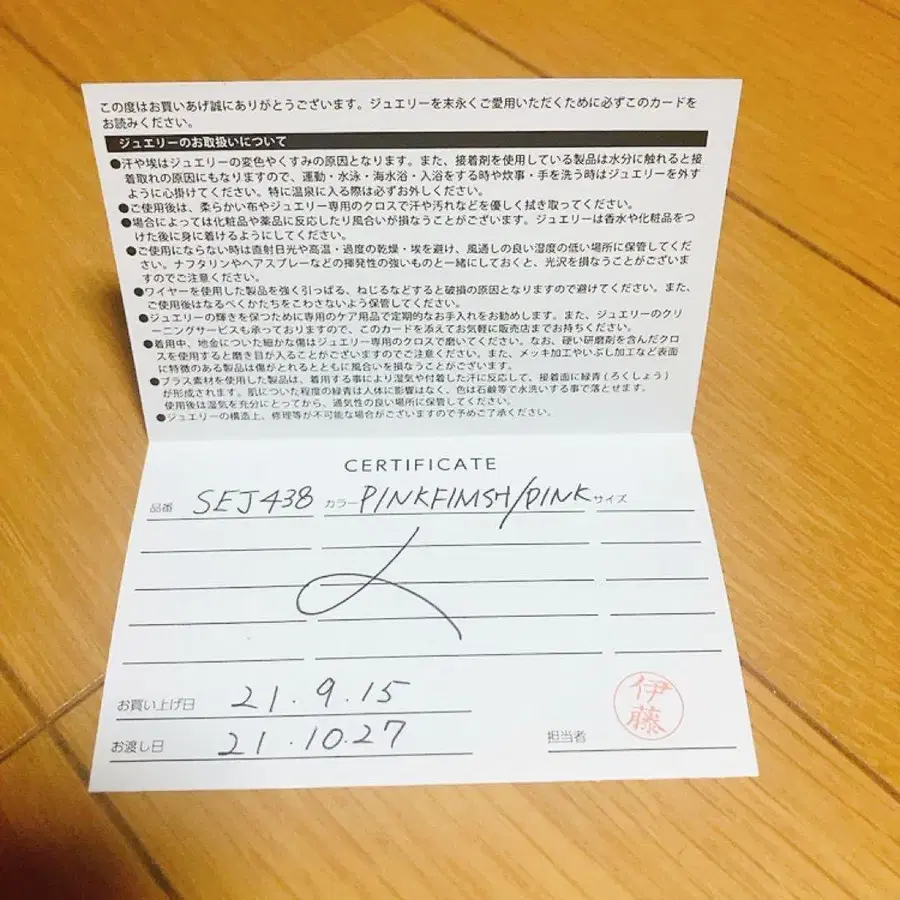 この度はお買いあげ誠にありがとうございます。ジュエリーを末永くご愛用いただくために必ずこのカードを
お読みください。
ジュエリーのお取扱いについて
●汗や埃はジュエリーの変色やくすみの原因となります。また、接着剤を使用している製品は水分に触れると接
着取れの原因にもなりますので、運動・水泳・海水浴・入浴をする時や炊事・手を洗う時はジュエリーを外す
ように心掛けてください。特に温泉に入る際は必ずお外しください。
●ご使用後は、柔らかい布やジュエリー専用のクロスで汗や汚れなどを優しく拭き取ってください。
●場合によっては化粧品や薬品に反応したり風合いが損なうことがございます。ジュエリーは香水や化粧品をつ
けた後に身に着けるようにしてください。
●ご使用にならない時は直射日光や高温・過度の乾燥・埃を避け、風通しの良い湿度の低い場所に保管してくだ
さい。ナフタリンやヘアスプレーなどの揮発性の強いものと一緒にしておくと、光沢を損なうことがございま
すのでご注意ください。
●ワイヤーを使用した製品を強く引っぱる、ねじるなどすると破損の原因となりますので避けてください。また、
ご使用後はなるべくかたちをこわさないよう保管してください。
●ジュエリーの輝きを保つために専用のケア用品で定期的なお手入れをお勧めします。また、ジュエリーのクリ
ーニングサービスも承っておりますので、このカードを添えてお気軽に販売店までお持ちください。
●着用中、地金についた細かな傷はジュエリー専用のクロスで磨いてください。なお、硬い研磨剤を含んだクロ
スを使用すると磨き目が入ることがございますのでご注意ください。また、メッキ加工やいぶし加工など表面
に特徴のある製品は傷がとれるとともに風合いを損なうことがございます。
●ブラス素材を使用した製品は、着用する事により湿気や付着した汗に反応して、接着面に緑青（ろくしょう）
が形成されます。肌についた程度の緑青は人体に影響はなく、色は石鹸等で水洗いする事で落とせます。
使用後は湿気を充分にとってから、通気性の良い場所に保管してください。
●ジュエリーの構造上、修理等が不可能な場合がございますので予めご了承ください。
CERTIFICATE
品番 SEJ438 カラー PINKFINISH/PINK サイズ
お買い上げ日 21.9.15
お渡し日 21.10.27
担当者 伊藤